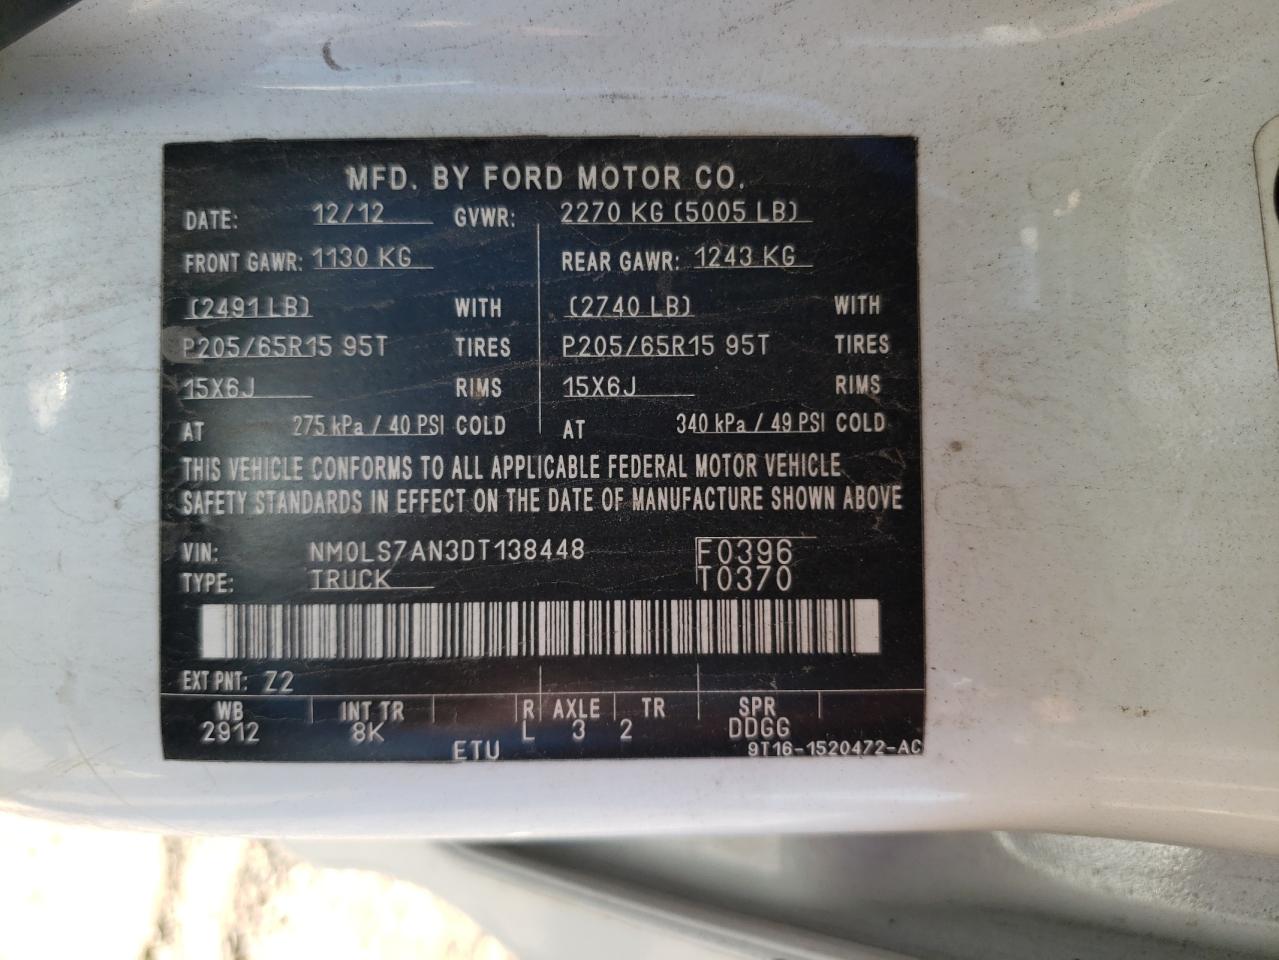 MFD. BY FORD MOTOR CO.
DATE: 12/12 GVWR: 2270 KG (5005 LB)
FRONT GAWR: 1130 KG REAR GAWR: 1243 KG
(2491 LB) WITH (2740 LB) WITH
P205/65R15 95T TIRES P205/65R15 95T TIRES
15X6J RIMS 15X6J RIMS
AT 275 kPa / 40 PSI COLD AT 340 kPa / 49 PSI COLD
THIS VEHICLE CONFORMS TO ALL APPLICABLE FEDERAL MOTOR VEHICLE
SAFETY STANDARDS IN EFFECT ON THE DATE OF MANUFACTURE SHOWN ABOVE
VIN: NM0LS7AN3DT138448 F0396
TYPE: TRUCK T0370
EXT PNT: Z2
WB INT TR R AXLE TR SPR
2912 8K L 3 2 DDGG
ETU 9T16-1520472-AC